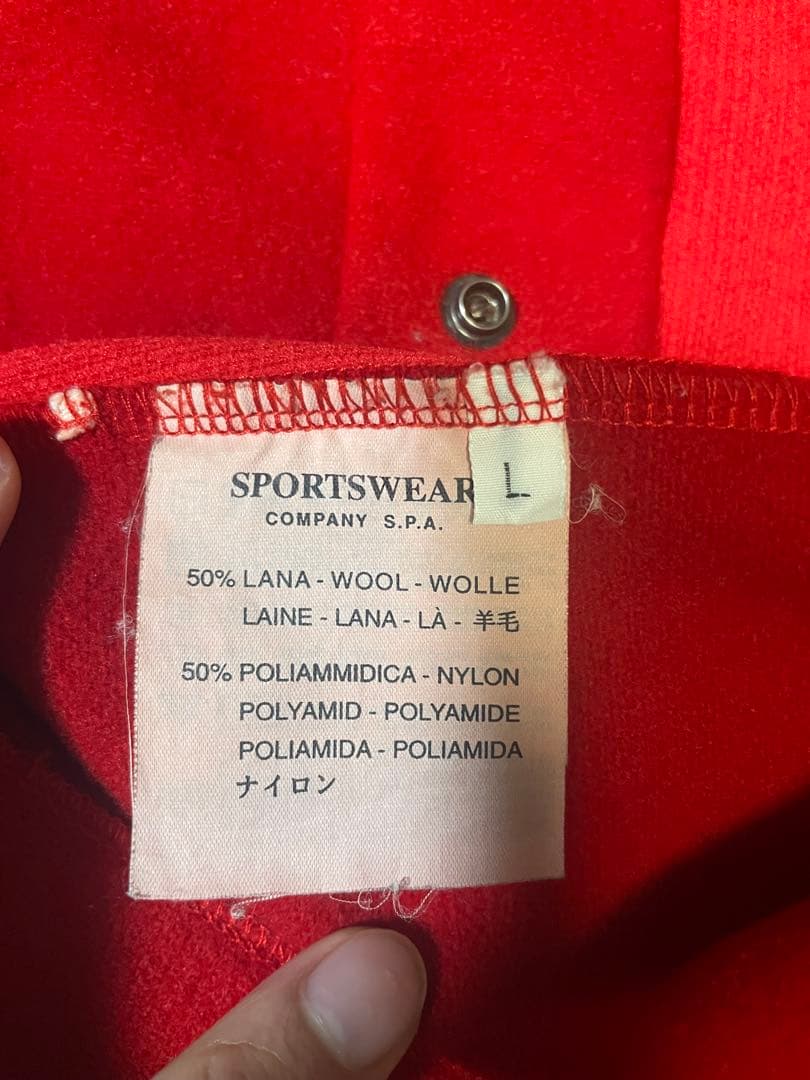 SPORTSWEAR
L
COMPANY S.P.A.
50% LANA - WOOL - WOLLE
LAINE - LANA - LÀ - 羊毛
50% POLIAMMIDICA - NYLON
POLYAMID - POLYAMIDE
POLIAMIDA - POLIAMIDA
ナイロン